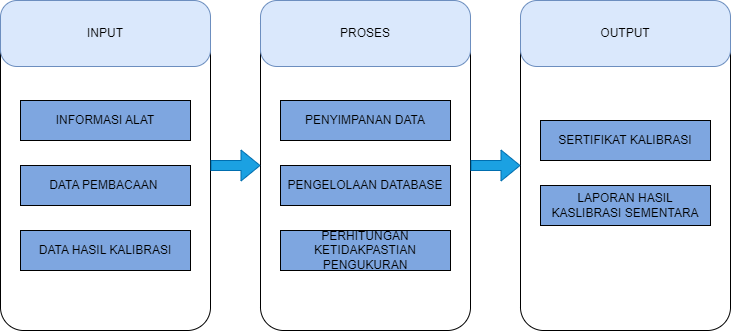 INPUT
INFORMASI ALAT
DATA PEMBACAAN
DATA HASIL KALIBRASI
PROSES
PENYIMPANAN DATA
PENGELOLAAN DATABASE
PERHITUNGAN
KETIDAKPASTIAN
PENGUKURAN
OUTPUT
SERTIFIKAT KALIBRASI
LAPORAN HASIL
KASLIBRASI SEMENTARA